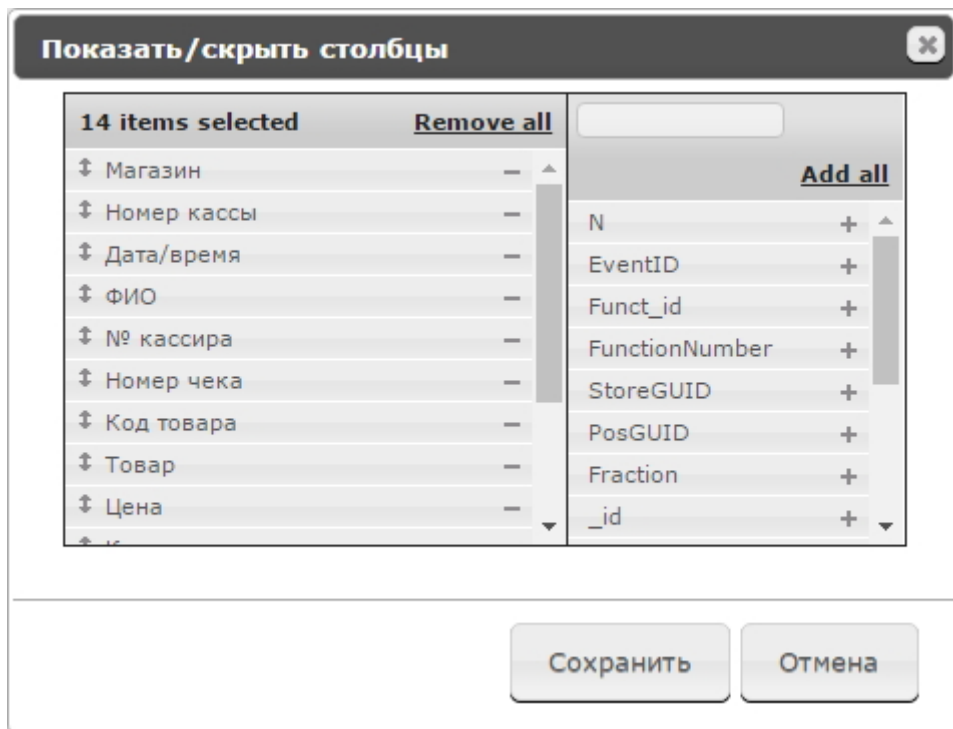 Показать/скрыть столбцы
14 items selected Remove all
Магазин
Номер кассы
Дата/время
ФИО
№ кассира
Номер чека
Код товара
Товар
Цена
Add all
N
EventID
Funct_id
FunctionNumber
StoreGUID
PosGUID
Fraction
_id
Сохранить Отмена